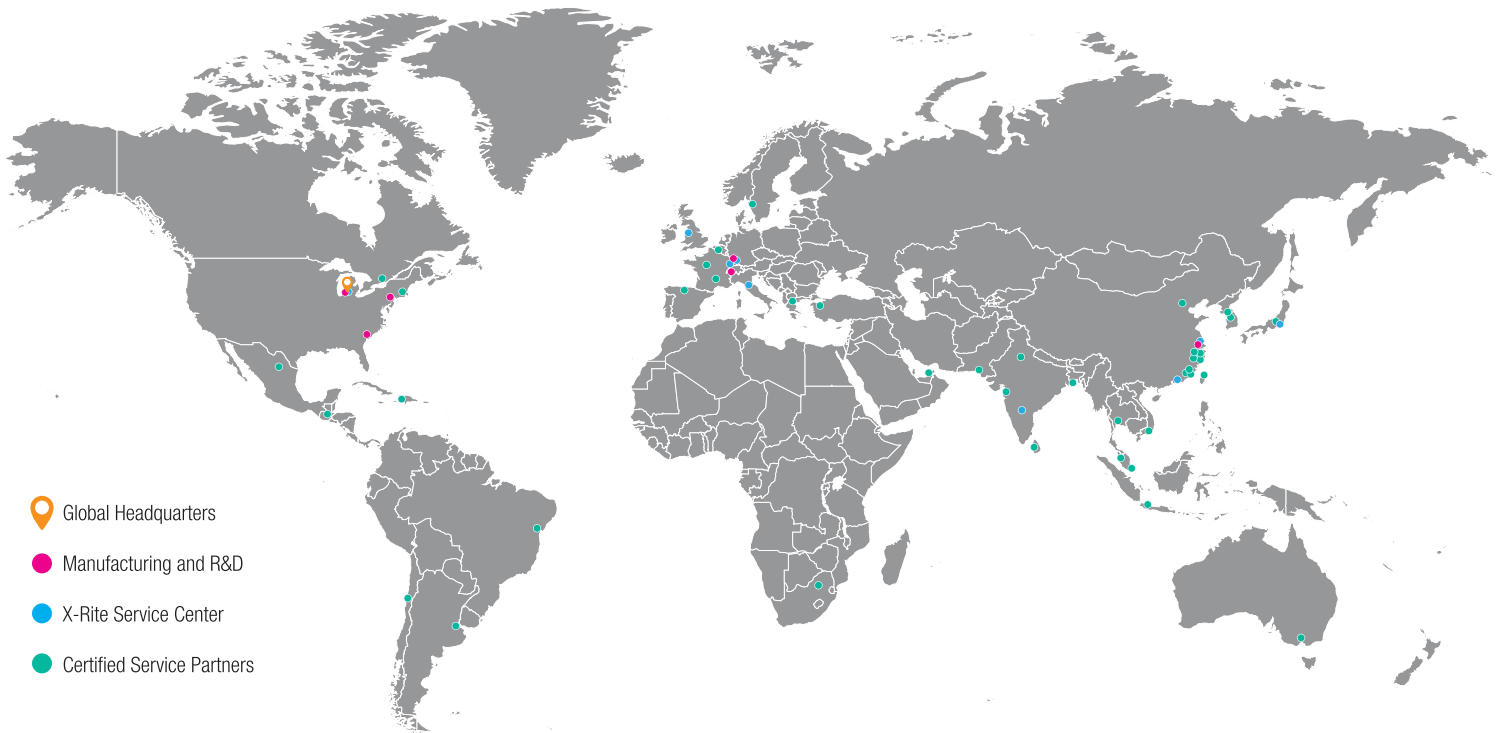 Global Headquarters
Manufacturing and R&D
X-Rite Service Center
Certified Service Partners